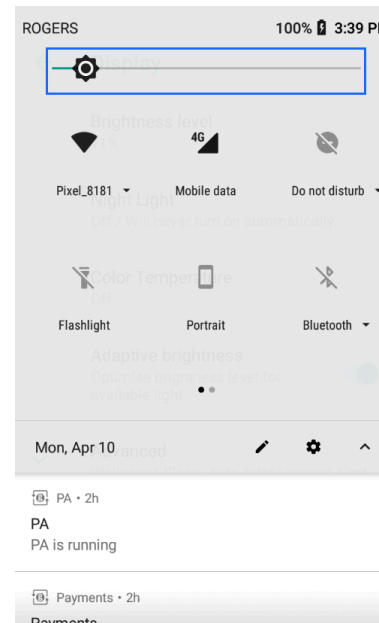 ROGERS 100% 3:39 P
Display
Brightness level
4G
Pixel_8181 Mobile data Do not disturb
Night Light
Off / Will never turn on automatically
Color Temperature
Off
Flashlight Portrait Bluetooth
Adaptive brightness
Optimize brightness level for
available light
Mon, Apr 10
Advanced
PA • 2h
PA
PA is running
Payments • 2h
Payments